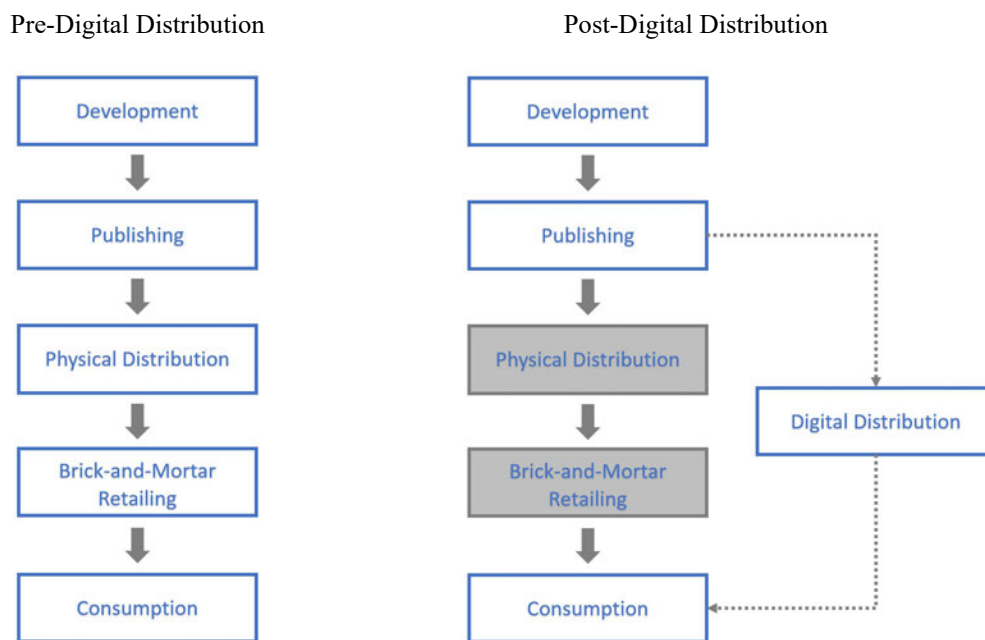 Pre-Digital Distribution
Development
Publishing
Physical Distribution
Brick-and-Mortar
Retailing
Consumption
Post-Digital Distribution
Development
Publishing
Physical Distribution
Brick-and-Mortar
Retailing
Consumption
Digital Distribution